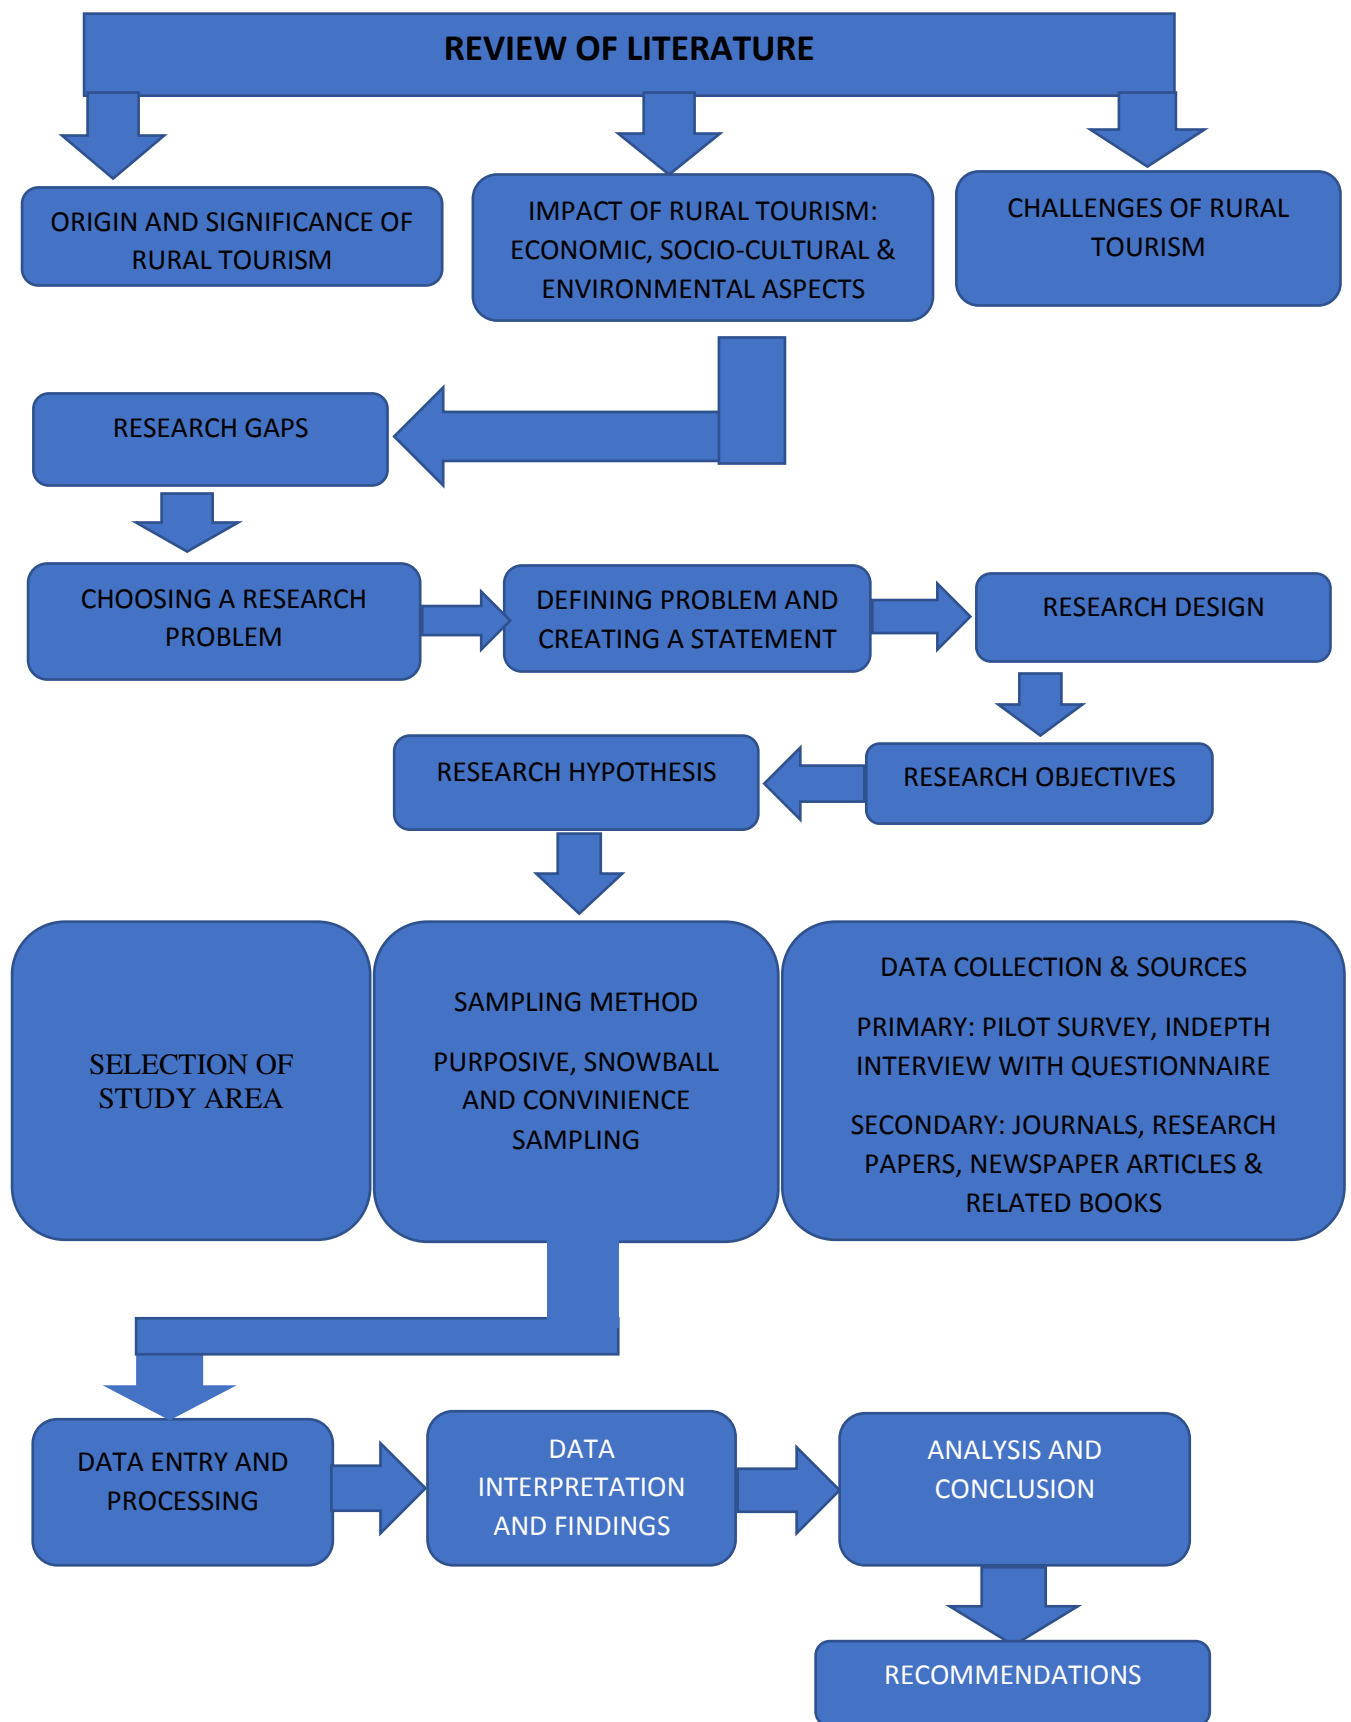 REVIEW OF LITERATURE
ORIGIN AND SIGNIFICANCE OF
RURAL TOURISM
IMPACT OF RURAL TOURISM:
ECONOMIC, SOCIO-CULTURAL &
ENVIRONMENTAL ASPECTS
CHALLENGES OF RURAL
TOURISM
RESEARCH GAPS
CHOOSING A RESEARCH
PROBLEM
DEFINING PROBLEM AND
CREATING A STATEMENT
RESEARCH DESIGN
RESEARCH HYPOTHESIS
RESEARCH OBJECTIVES
SELECTION OF
STUDY AREA
SAMPLING METHOD
PURPOSIVE, SNOWBALL
AND CONVINIENCE
SAMPLING
DATA COLLECTION & SOURCES
PRIMARY: PILOT SURVEY, INDEPTH
INTERVIEW WITH QUESTIONNAIRE
SECONDARY: JOURNALS, RESEARCH
PAPERS, NEWSPAPER ARTICLES &
RELATED BOOKS
DATA ENTRY AND
PROCESSING
DATA
INTERPRETATION
AND FINDINGS
ANALYSIS AND
CONCLUSION
RECOMMENDATIONS